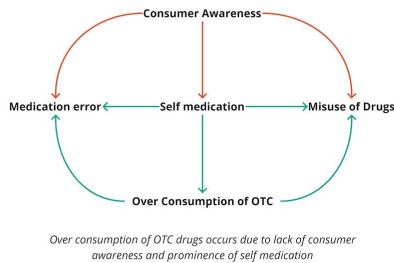 Consumer Awareness
Medication error
Self medication
Misuse of Drugs
Over Consumption of OTC
Over consumption of OTC drugs occurs due to lack of consumer
awareness and prominence of self medication